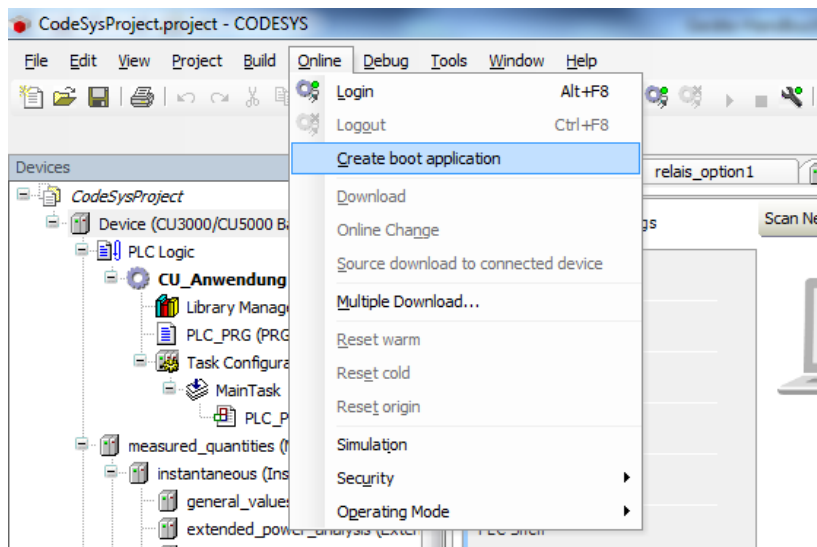 CodeSysProject.project - CODESYS
File Edit View Project Build Online Debug Tools Window Help
Login Alt+F8
Logout Ctrl+F8
Create boot application
Download
Online Change
Source download to connected device
Multiple Download...
Reset warm
Reset cold
Reset origin
Simulation
Security
Operating Mode
Devices
CodeSysProject
Device (CU3000/CU5000 Ba
PLC Logic
CU_Anwendung
Library Manag
PLC_PRG (PRG
Task Configura
MainTask
PLC_P
measured_quantities (
instantaneous (Ins
general_values
extended_power_analysis (Exter
relais_option1
gs
Scan Ne
PLC Shell